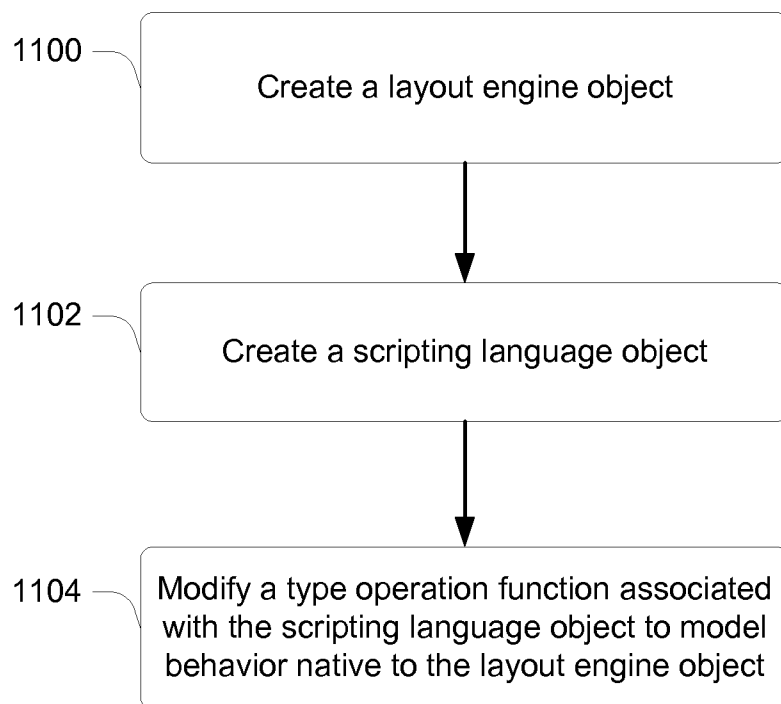 1100
Create a layout engine object
1102
Create a scripting language object
1104
Modify a type operation function associated
with the scripting language object to model
behavior native to the layout engine object